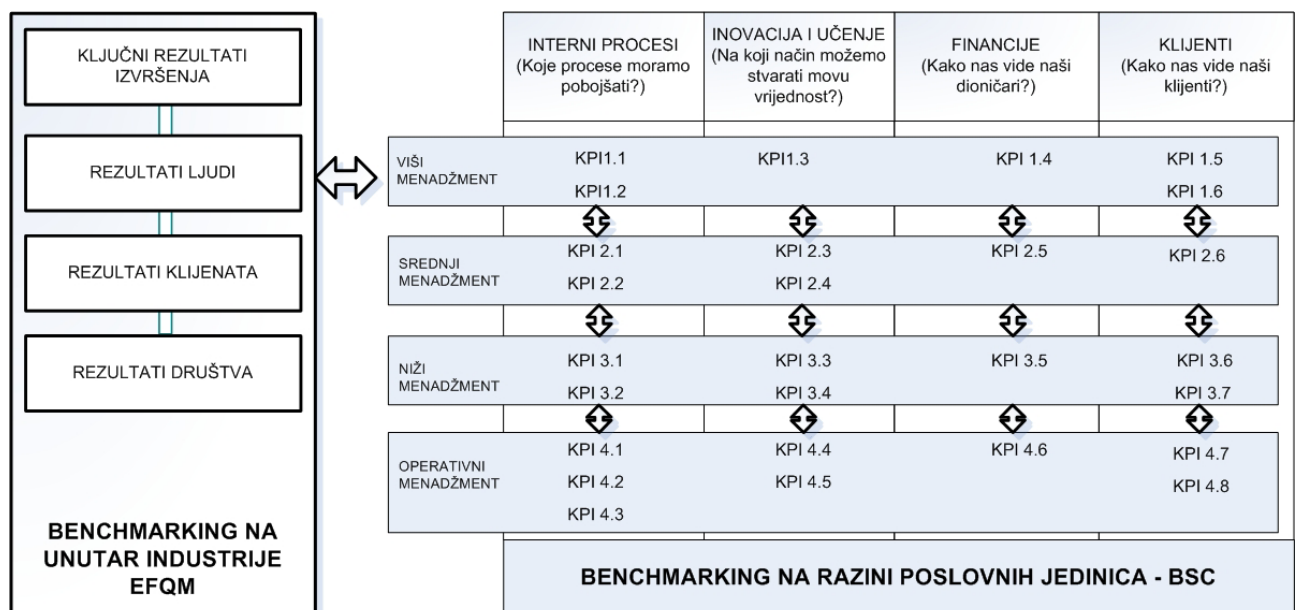 KLJUČNI REZULTATI
IZVRŠENJA
REZULTATI LJUDI
REZULTATI KLIJENATA
REZULTATI DRUŠTVA
BENCHMARKING NA
UNUTAR INDUSTRIJE
EFQM
INTERNI PROCESI
(Koje procese moramo
pobojšati?)
INOVACIJA I UČENJE
(Na koji način možemo
stvarati movu
vrijednost?)
FINANCIJE
(Kako nas vide naši
dioničari?)
KLIJENTI
(Kako nas vide naši
klijenti?)
VIŠI
MENADŽMENT
KPI1.1 KPI1.3 KPI 1.4 KPI 1.5
KPI1.2 KPI 1.6
SREDNJI
MENADŽMENT
KPI 2.1 KPI 2.3 KPI 2.5 KPI 2.6
KPI 2.2 KPI 2.4
NIŽI
MENADŽMENT
KPI 3.1 KPI 3.3 KPI 3.5 KPI 3.6
KPI 3.2 KPI 3.4 KPI 3.7
OPERATIVNI
MENADŽMENT
KPI 4.1 KPI 4.4 KPI 4.6 KPI 4.7
KPI 4.2 KPI 4.5 KPI 4.8
KPI 4.3
BENCHMARKING NA RAZINI POSLOVNIH JEDINICA - BSC